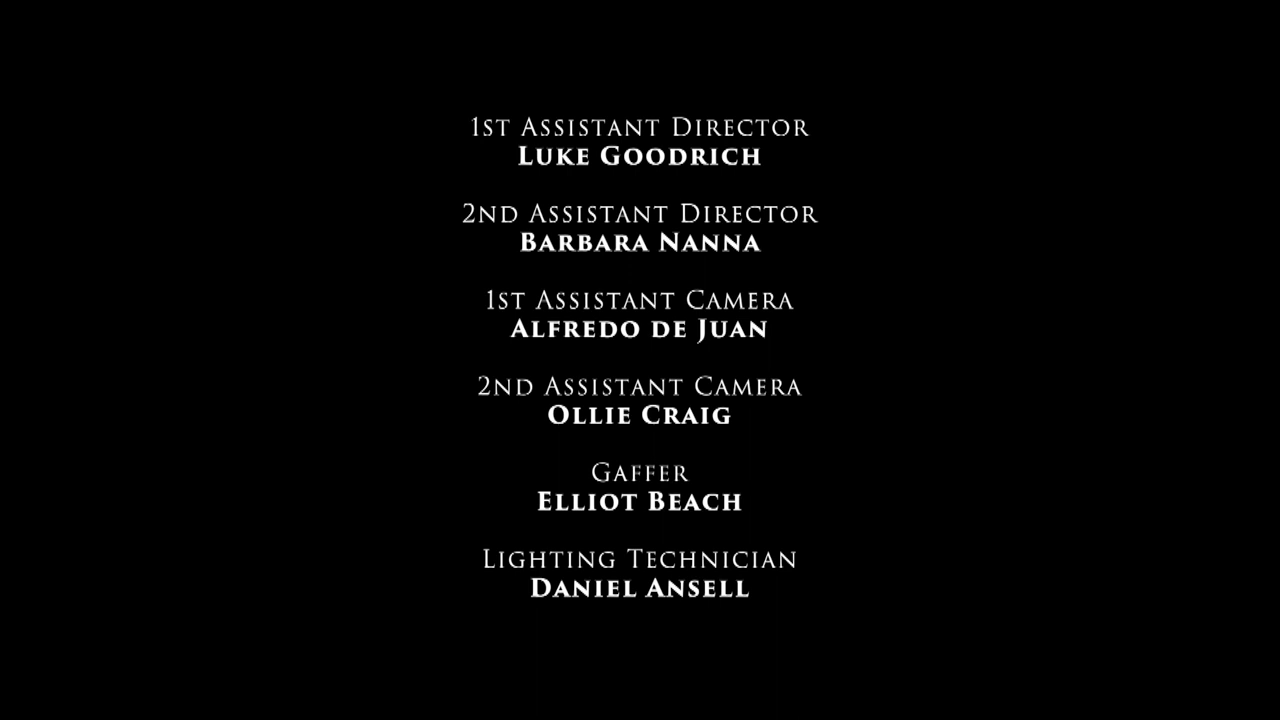 1st Assistant Director
Luke Goodrich
2nd Assistant Director
Barbara Nanna
1st Assistant Camera
Alfredo de Juan
2nd Assistant Camera
Ollie Craig
Gaffer
Elliot Beach
Lighting Technician
Daniel Ansell